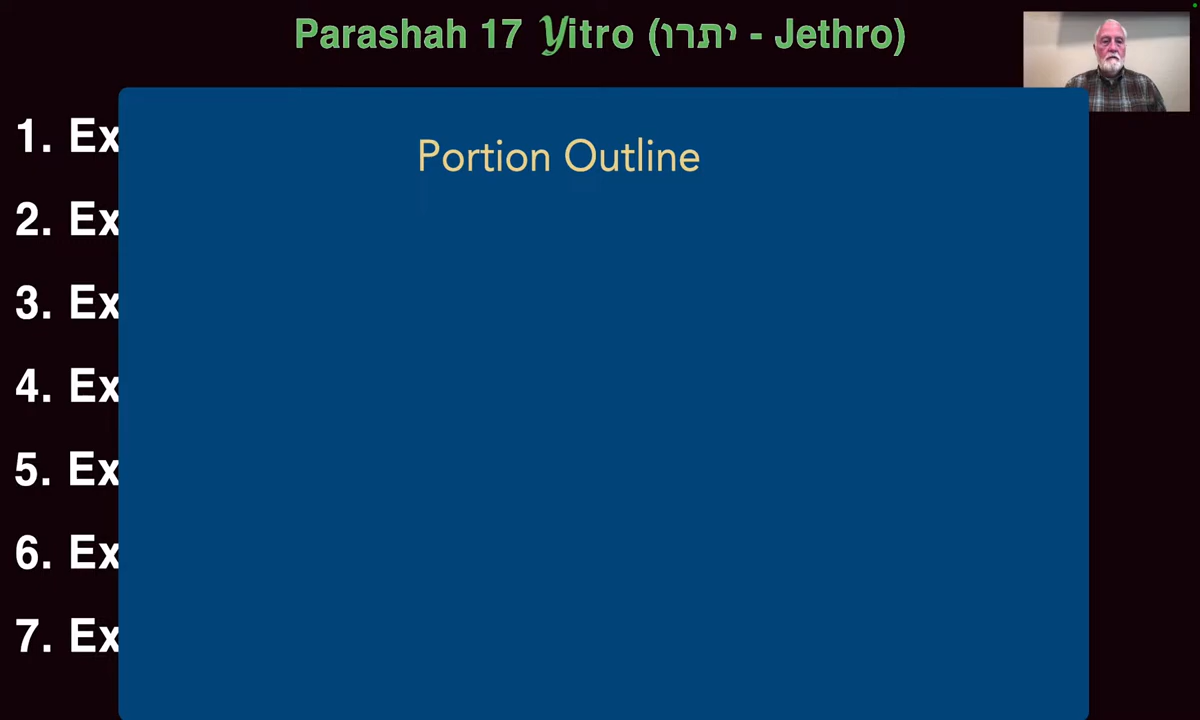 Parashah 17 Yitro (יתרו - Jethro)
Portion Outline
1. Ex
2. Ex
3. Ex
4. Ex
5. Ex
6. Ex
7. Ex